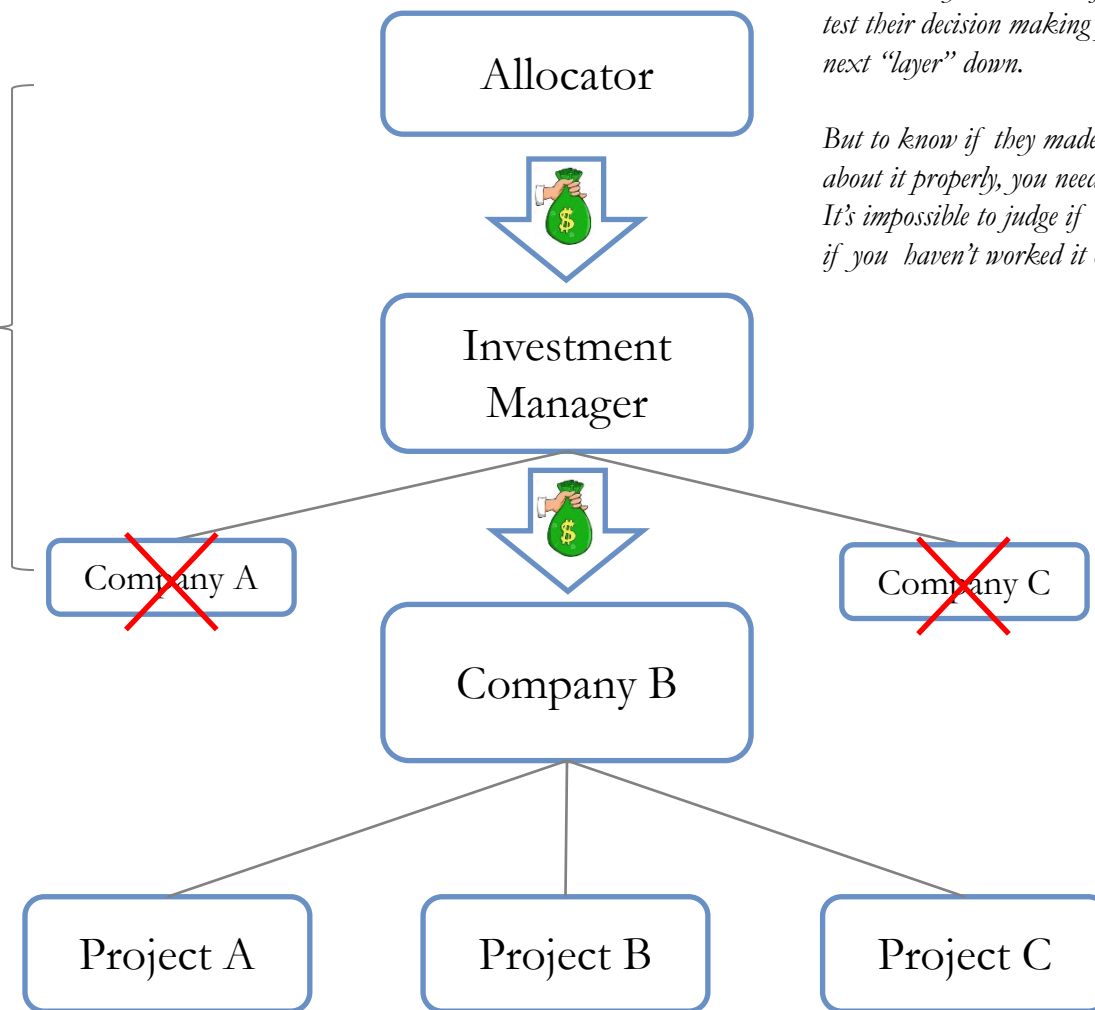 test their decision making
next “layer” down.
But to know if they made
about it properly, you need
It’s impossible to judge if
if you haven’t worked it
Allocator
$
Investment
Manager
$
Company A
Company C
Company B
Project A
Project B
Project C